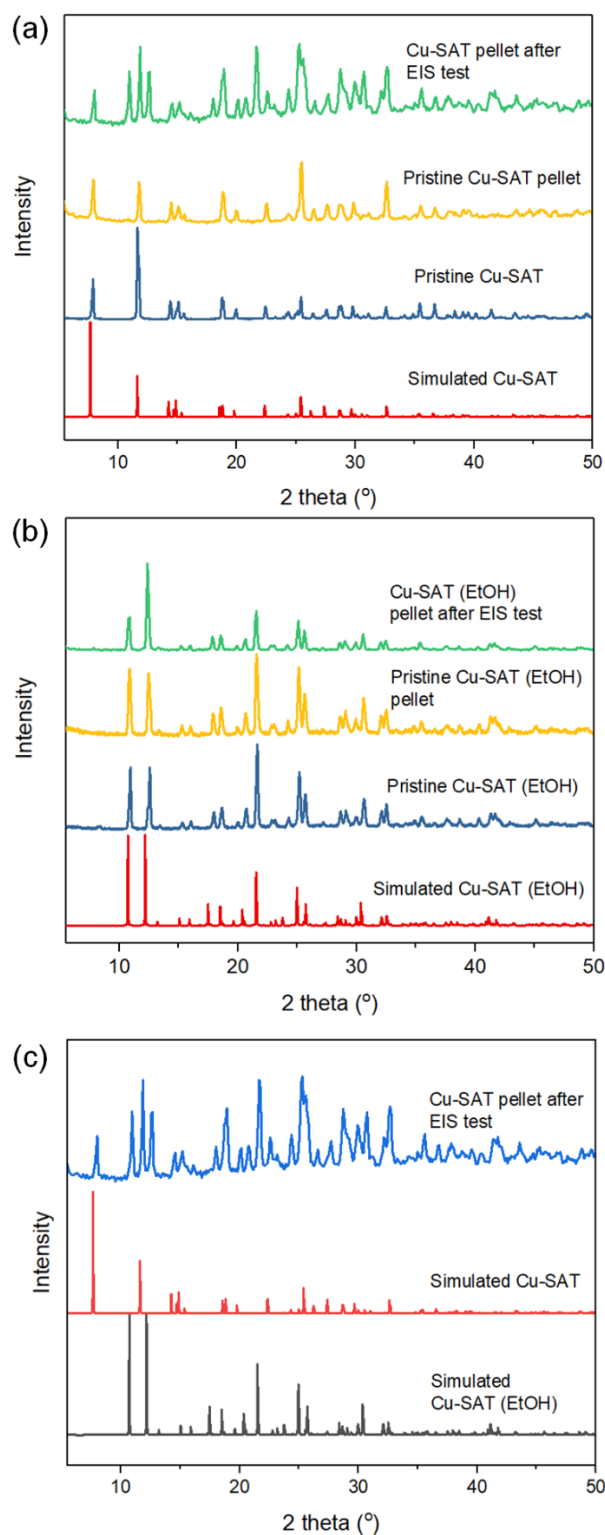 (a)
Cu-SAT pellet after
EIS test
Pristine Cu-SAT pellet
Pristine Cu-SAT
Simulated Cu-SAT
Intensity
10 20 30 40 50
2 theta (°)
(b)
Cu-SAT (EtOH)
pellet after EIS test
Pristine Cu-SAT (EtOH)
pellet
Pristine Cu-SAT (EtOH)
Simulated Cu-SAT (EtOH)
Intensity
10 20 30 40 50
2 theta (°)
(c)
Cu-SAT pellet after
EIS test
Simulated Cu-SAT
Simulated
Cu-SAT (EtOH)
Intensity
10 20 30 40 50
2 theta (°)